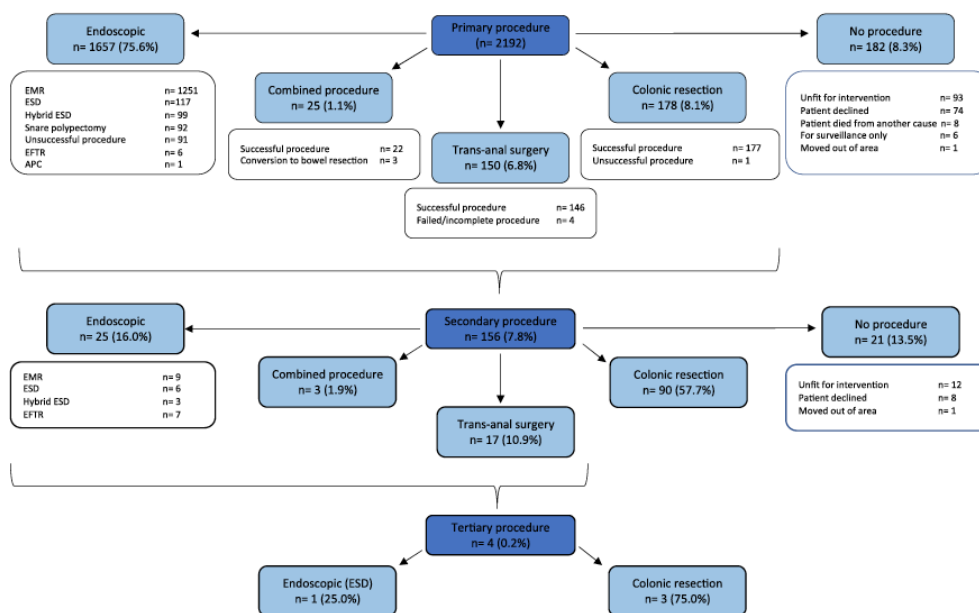 Endoscopic
n= 1657 (75.6%)
Primary procedure
(n= 2192)
No procedure
n= 182 (8.3%)
EMR n= 1251
ESD n=117
Hybrid ESD n= 99
Snare polypectomy n= 92
Unsuccessful procedure n= 91
EFTR n= 6
APC n= 1
Combined procedure
n= 25 (1.1%)
Successful procedure n= 22
Conversion to bowel resection n= 3
Trans-anal surgery
n= 150 (6.8%)
Successful procedure n= 146
Failed/incomplete procedure n= 4
Colonic resection
n= 178 (8.1%)
Successful procedure n= 177
Unsuccessful procedure n= 1
Unfit for intervention n= 93
Patient declined n= 74
Patient died from another cause n= 8
For surveillance only n= 6
Moved out of area n= 1
Endoscopic
n= 25 (16.0%)
Secondary procedure
n= 156 (7.8%)
No procedure
n= 21 (13.5%)
EMR n= 9
ESD n= 6
Hybrid ESD n= 3
EFTR n= 7
Combined procedure
n= 3 (1.9%)
Trans-anal surgery
n= 17 (10.9%)
Colonic resection
n= 90 (57.7%)
Unfit for intervention n= 12
Patient declined n= 8
Moved out of area n= 1
Tertiary procedure
n= 4 (0.2%)
Endoscopic (ESD)
n= 1 (25.0%)
Colonic resection
n= 3 (75.0%)